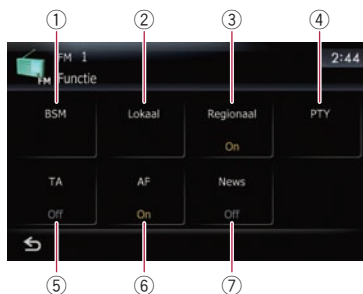 ① ② ③ ④
FM 1
2:44
FM Functie
BSM Lokaal Regionaal PTY
On
TA AF News
Off On Off
⑤ ⑥ ⑦